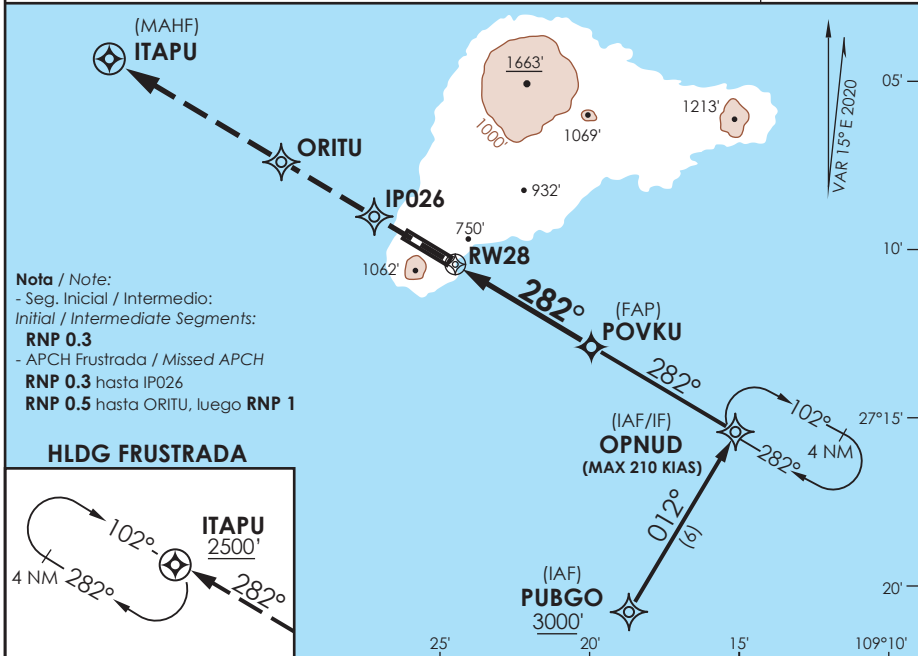 (MAHF)
ITAPU
1663'
1000'
1069'
1213'
05'
VAR 15° E 2020
ORITU
932'
IP026
750'
RW28
1062'
10'
Nota / Note:
- Seg. Inicial / Intermedio:
Initial / Intermediate Segments:
RNP 0.3
- APCH Frustrada / Missed APCH
RNP 0.3 hasta IP026
RNP 0.5 hasta ORITU, luego RNP 1
282°
(FAP)
POVKU
282°
(IAF/IF)
OPNUD
(MAX 210 KIAS)
102°
4 NM
282°
27°15'
012°
(6)
(IAF)
PUBGO
3000'
20'
HLDG FRUSTRADA
102°
ITAPU
2500'
4 NM
282°
282°
25'
20'
15'
109°10'